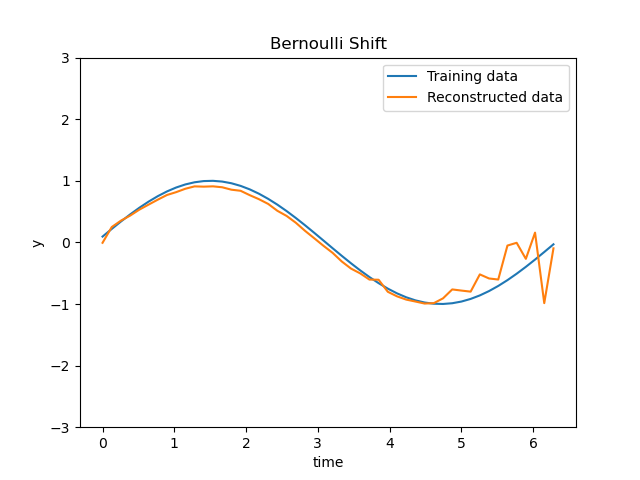 Bernoulli Shift
Training data
Reconstructed data
3
2
1
0
−1
−2
−3
y
0 1 2 3 4 5 6
time